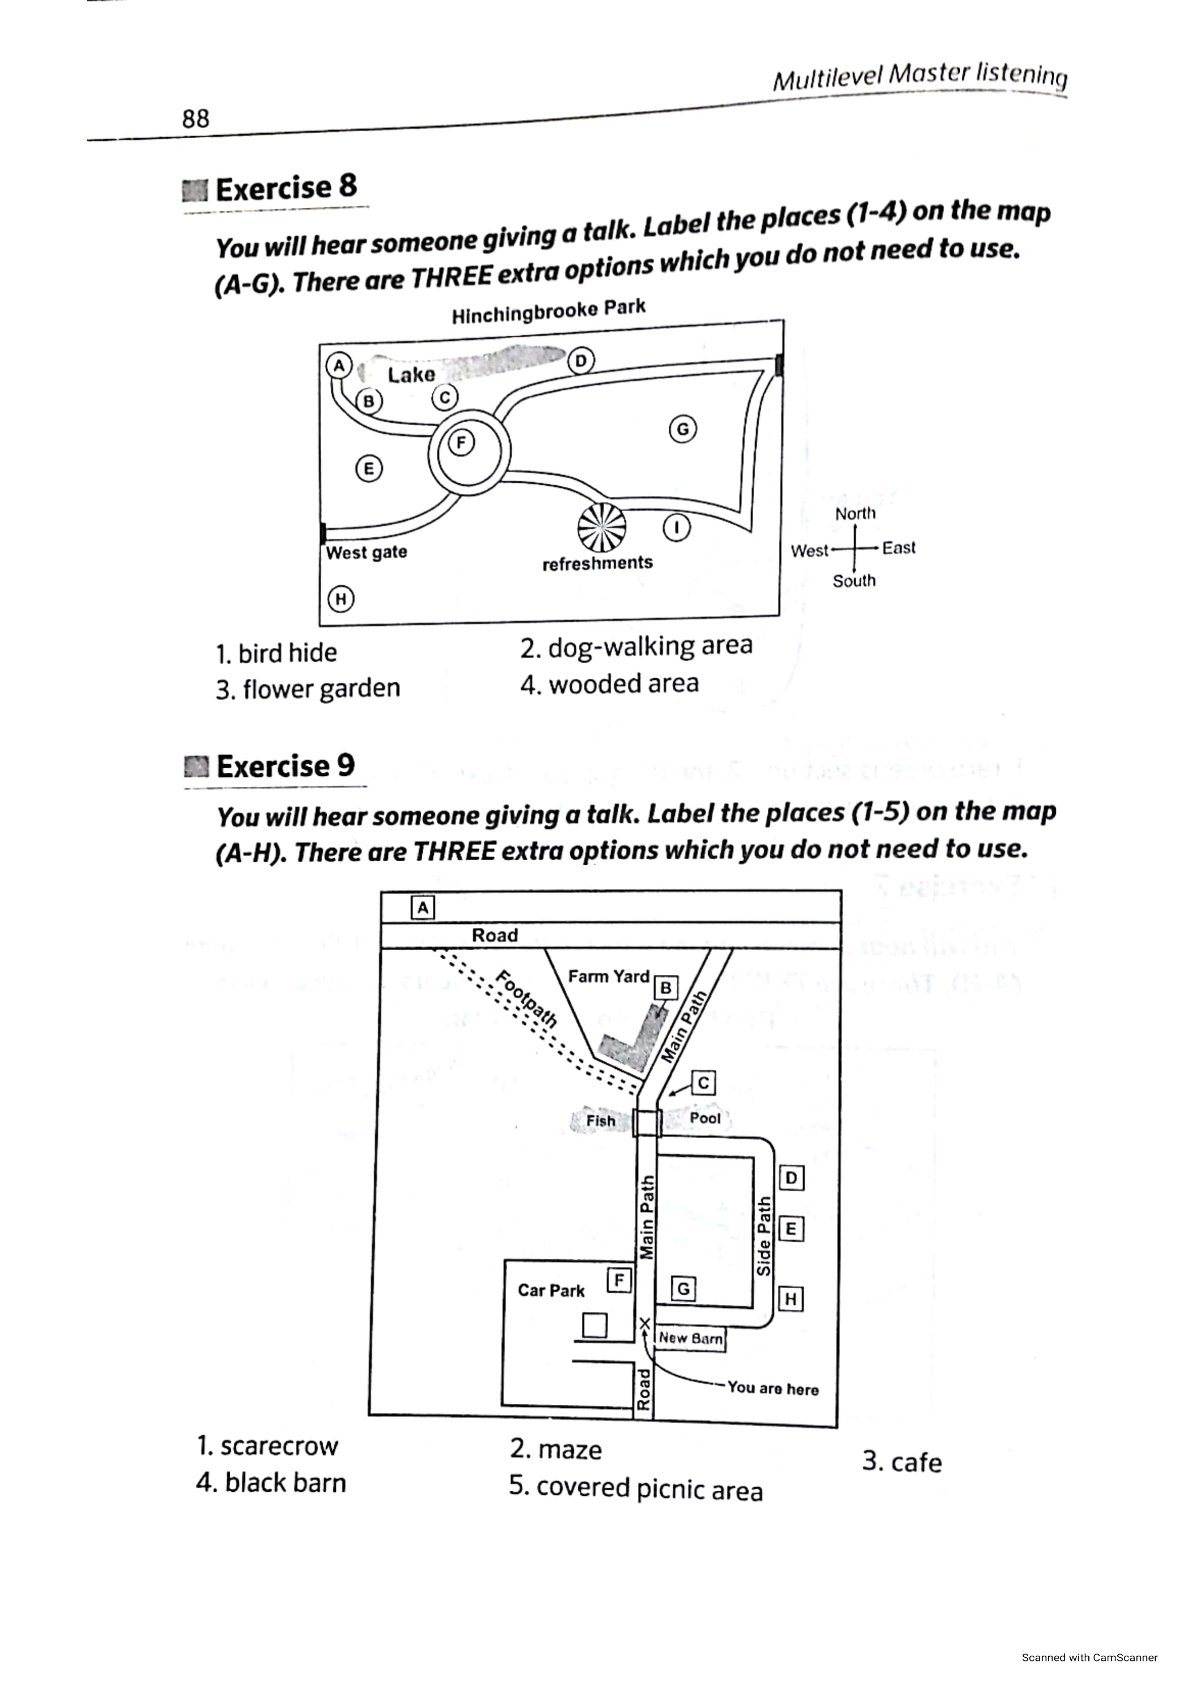 Multilevel Master listening
88
Exercise 8
You will hear someone giving a talk. Label the places (1-4) on the map
(A-G). There are THREE extra options which you do not need to use.
Hinchingbrooke Park
A
Lake
D
B
C
F
G
E
I
West gate
refreshments
H
North
West
East
South
1. bird hide
2. dog-walking area
3. flower garden
4. wooded area
Exercise 9
You will hear someone giving a talk. Label the places (1-5) on the map
(A-H). There are THREE extra options which you do not need to use.
A
Road
Footpath
Farm Yard
B
Main Path
C
Fish
Pool
D
Main Path
Side Path
E
Car Park
F
G
H
X
New Barn
Road
You are here
1. scarecrow
2. maze
3. cafe
4. black barn
5. covered picnic area
Scanned with CamScanner